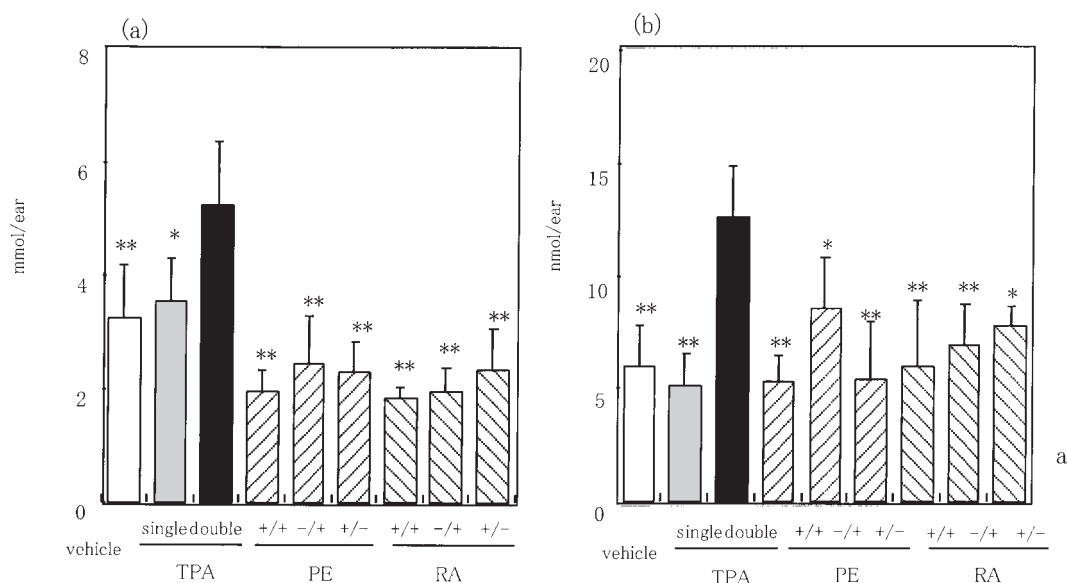 (a)
8
6
4
2
0
mmol/ear
**
*
**
**
**
**
**
**
single double
+/+ −/+ +/−
+/+ −/+ +/−
vehicle
TPA
PE
RA
(b)
20
15
10
5
0
nmol/ear
**
**
**
*
**
**
**
*
single double
+/+ −/+ +/−
+/+ −/+ +/−
vehicle
TPA
PE
RA
a